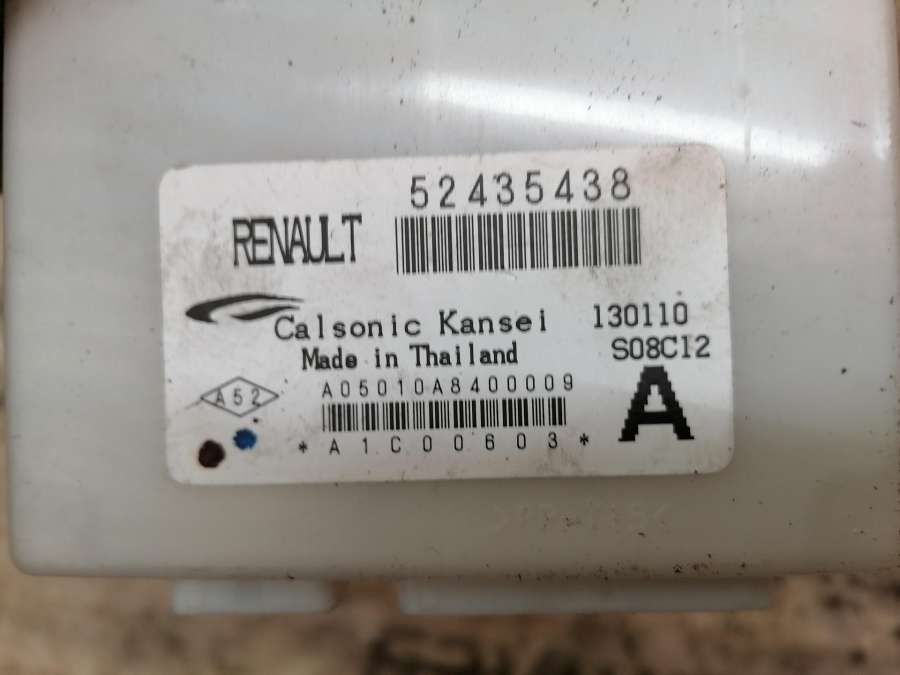 52435438
RENAULT
Calsonic Kansei 130110
Made in Thailand S08C12
A05010A8400009
A52
A
*A1C00603*